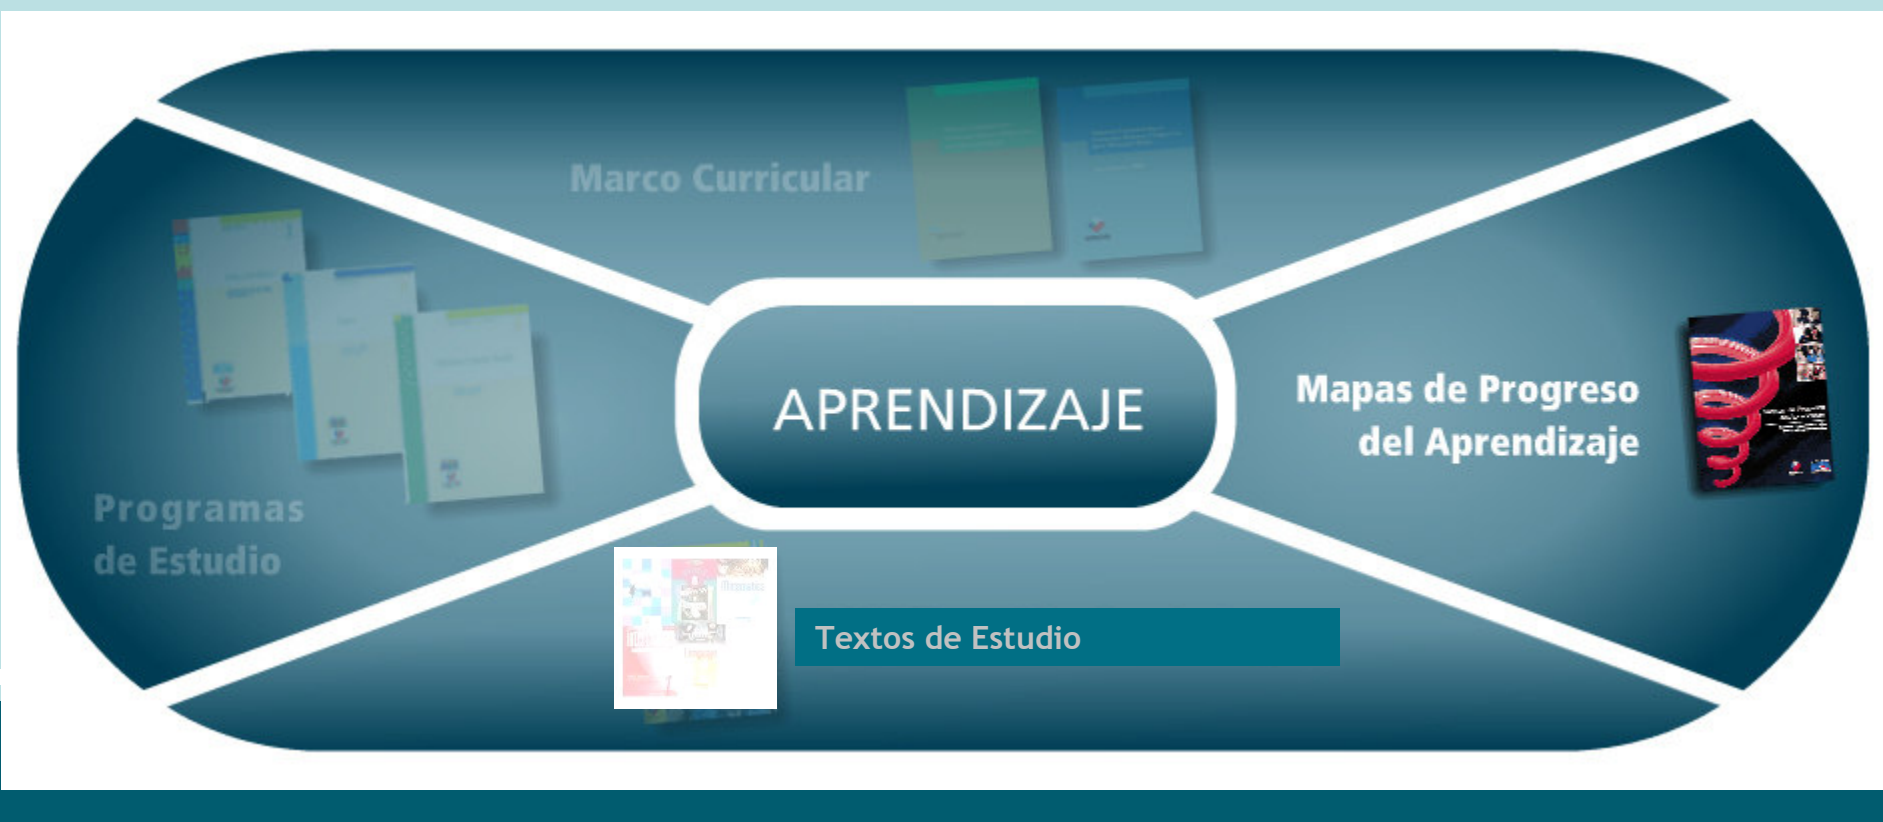 Marco Curricular
APRENDIZAJE
Mapas de Progreso
del Aprendizaje
Programas
de Estudio
Textos de Estudio